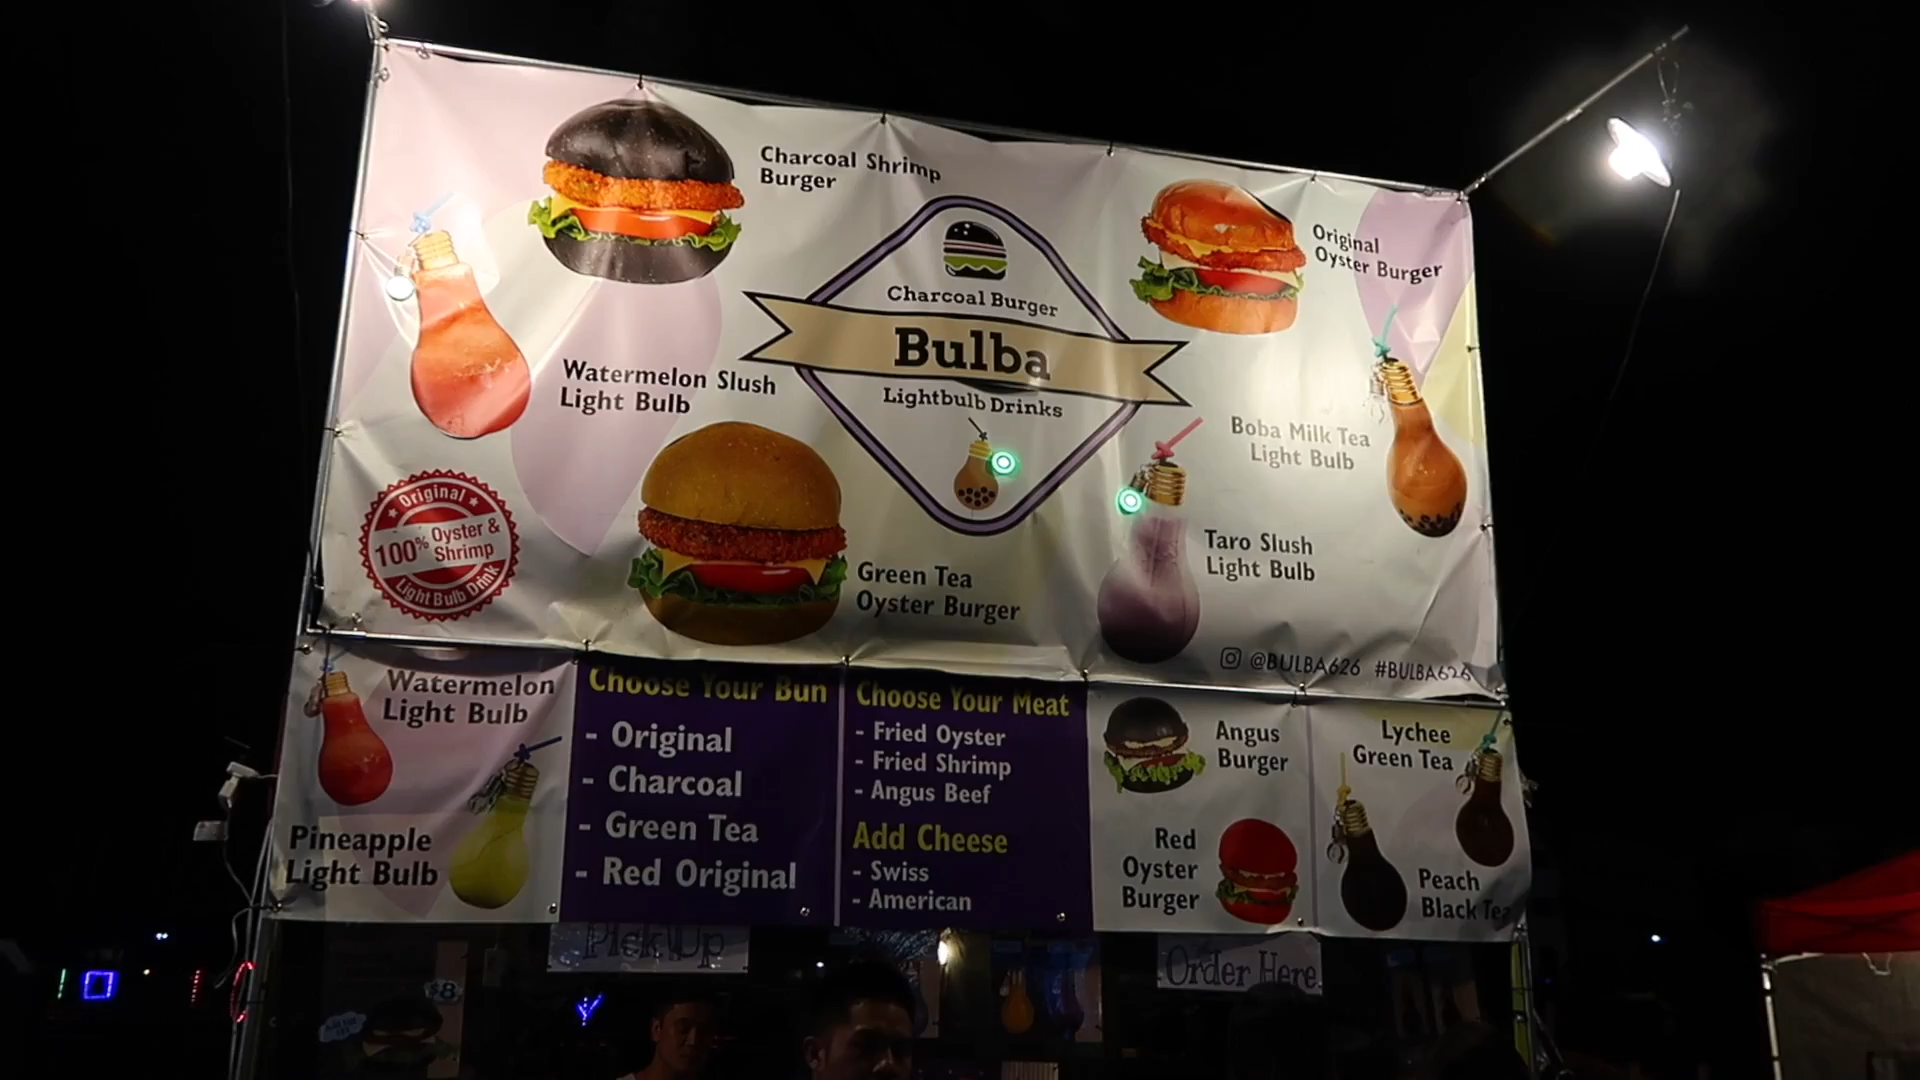 Charcoal Shrimp
Burger
Original
Oyster Burger
Charcoal Burger
Bulba
Lightbulb Drinks
Watermelon Slush
Light Bulb
Boba Milk Tea
Light Bulb
Original
100% Oyster &
Shrimp
Light Bulb Drink
Green Tea
Oyster Burger
Taro Slush
Light Bulb
@BULBA626 #BULBA626
Watermelon
Light Bulb
Pineapple
Light Bulb
Choose Your Bun
- Original
- Charcoal
- Green Tea
- Red Original
Choose Your Meat
- Fried Oyster
- Fried Shrimp
- Angus Beef
Add Cheese
- Swiss
- American
Angus
Burger
Red
Oyster
Burger
Lychee
Green Tea
Peach
Black Tea
Pick Up
Order Here
$8